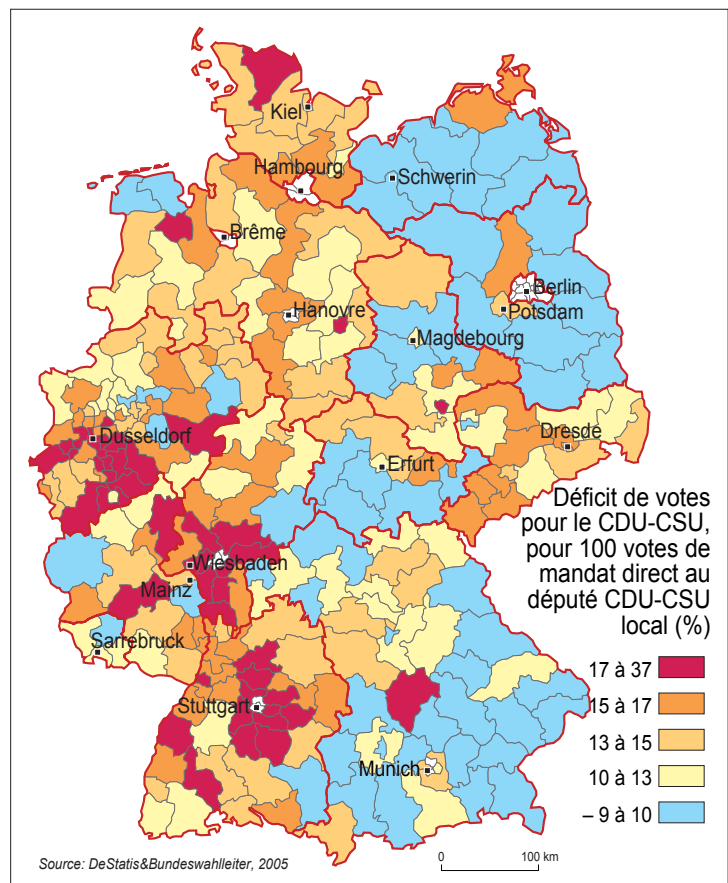 Kiel
Hambourg
Schwerin
Brême
Berlin
Hanovre
Potsdam
Magdebourg
Dusseldorf
Dresde
Erfurt
Déficit de votes
pour le CDU-CSU,
pour 100 votes de
mandat direct au
député CDU-CSU
local (%)
Wiesbaden
Mainz
Sarrebruck
17 à 37
15 à 17
Stuttgart
13 à 15
Munich
10 à 13
– 9 à 10
Source: DeStatis&Bundeswahlleiter, 2005
0 100 km